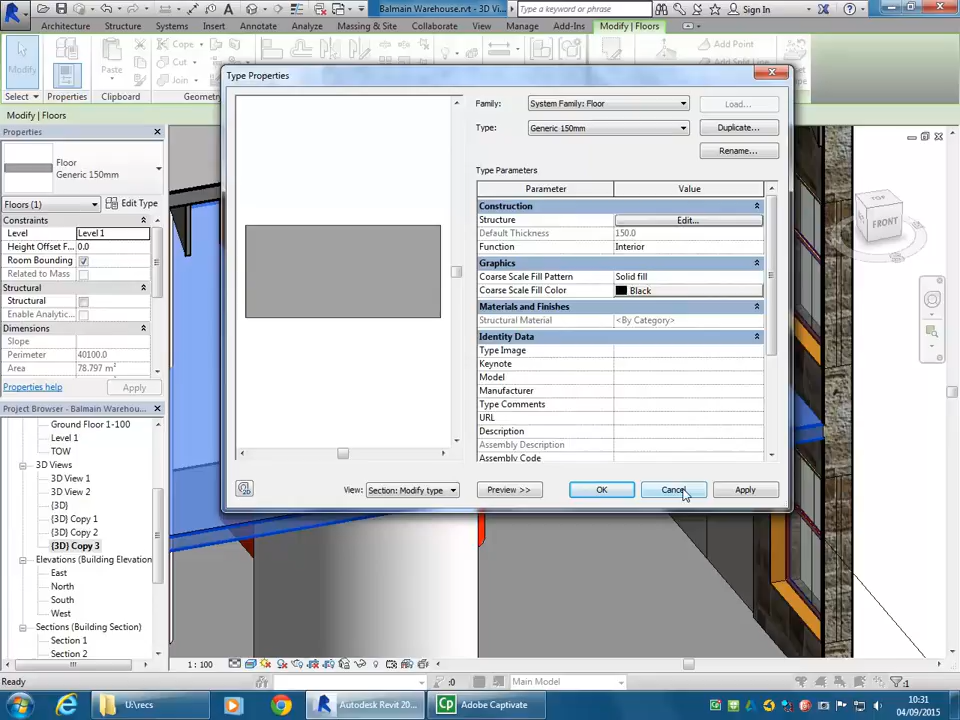 Balmain Warehouse.rvt - 3D Vi...
Type a keyword or phrase
Sign In
Architecture Structure Systems Insert Annotate Analyze Massing & Site Collaborate View Manage Add-Ins Modify | Floors
Modify
Paste
Cope
Cut
Join
Add Point
Add Split Line
Select Properties Clipboard Geometry
Modify | Floors
Properties
Floor
Generic 150mm
Floors (1)
Edit Type
Constraints
Level Level 1
Height Offset F... 0.0
Room Bounding
Related to Mass
Structural
Structural
Enable Analytic...
Dimensions
Slope
Perimeter 40100.0
Area 78.797 m²
Properties help
Apply
Project Browser - Balmain Warehou...
Ground Floor 1-100
Level 1
TOW
3D Views
3D View 1
3D View 2
{3D}
{3D} Copy 1
{3D} Copy 2
{3D} Copy 3
Elevations (Building Elevation
East
North
South
West
Sections (Building Section)
Section 1
Section 2
Type Properties
Family: System Family: Floor Load...
Type: Generic 150mm Duplicate...
Rename...
Type Parameters
Parameter Value
Construction
Structure Edit...
Default Thickness 150.0
Function Interior
Graphics
Coarse Scale Fill Pattern Solid fill
Coarse Scale Fill Color Black
Materials and Finishes
Structural Material <By Category>
Identity Data
Type Image
Keynote
Model
Manufacturer
Type Comments
URL
Description
Assembly Description
Assembly Code
View: Section: Modify type
Preview >>
OK
Cancel
Apply
TOP
FRONT
1 : 100
Ready
:0
Main Model
:1
U:\recs
Autodesk Revit 20...
Adobe Captivate
10:31
04/09/2015